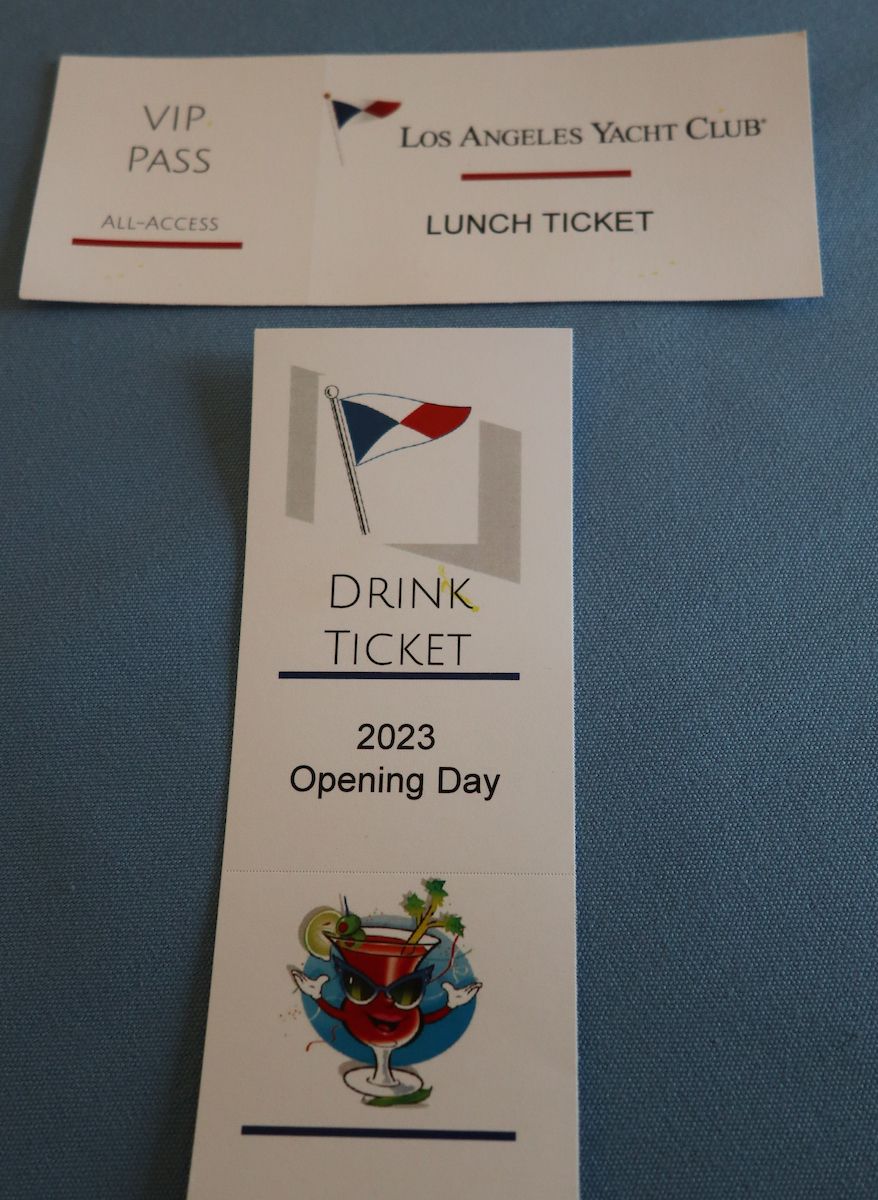 VIP
PASS
ALL-ACCESS
LOS ANGELES YACHT CLUB®
LUNCH TICKET
DRINK
TICKET
2023
Opening Day